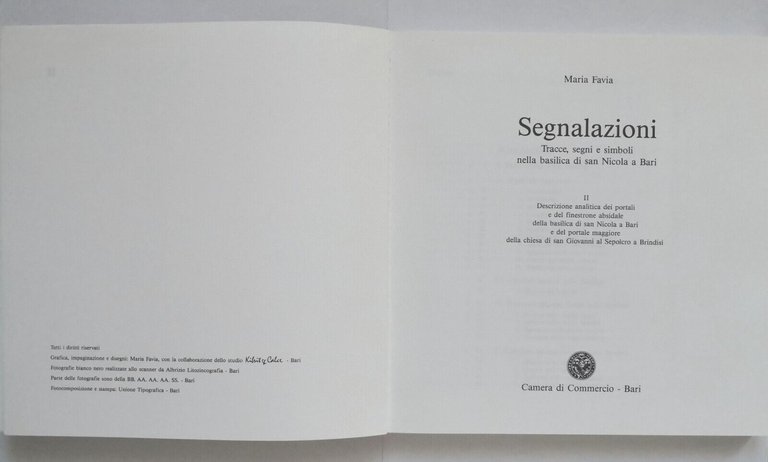 Tutti i diritti riservati
Grafica, impaginazione e disegni: Maria Favia, con la collaborazione dello studio - Bari
Fotografie bianco nero realizzate allo scanner da Altrizio Litozincografia - Bari
Parte delle fotografie sono della BB. AA. AA. AA. SS. - Bari
Fotocomposizione e stampa: Unione Tipografica - Bari
Maria Favia
Segnalazioni
Tracce, segni e simboli
nella basilica di san Nicola a Bari
II
Descrizione analitica dei portali
e del finestrone absidale
della basilica di san Nicola a Bari
e del portale maggiore
della chiesa di san Giovanni al Sepolcro a Brindisi
Camera di Commercio - Bari